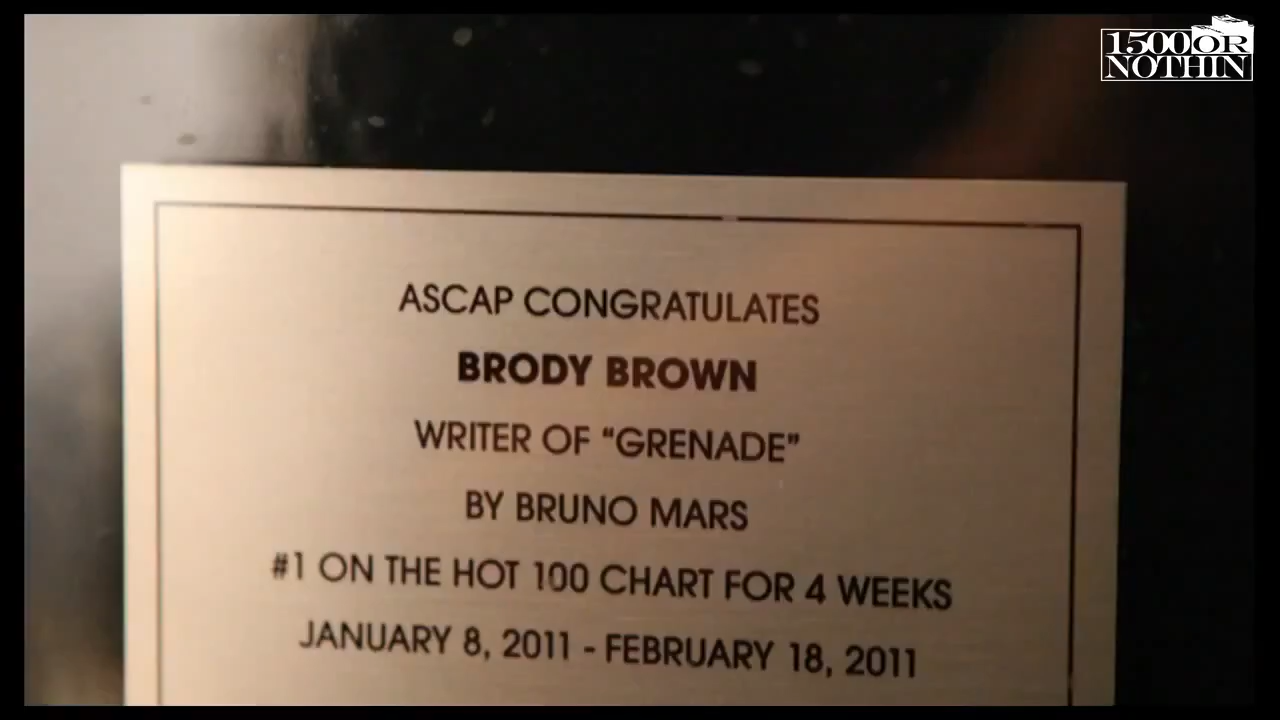 1500 OR
NOTHIN
ASCAP CONGRATULATES
BRODY BROWN
WRITER OF “GRENADE”
BY BRUNO MARS
#1 ON THE HOT 100 CHART FOR 4 WEEKS
JANUARY 8, 2011 - FEBRUARY 18, 2011